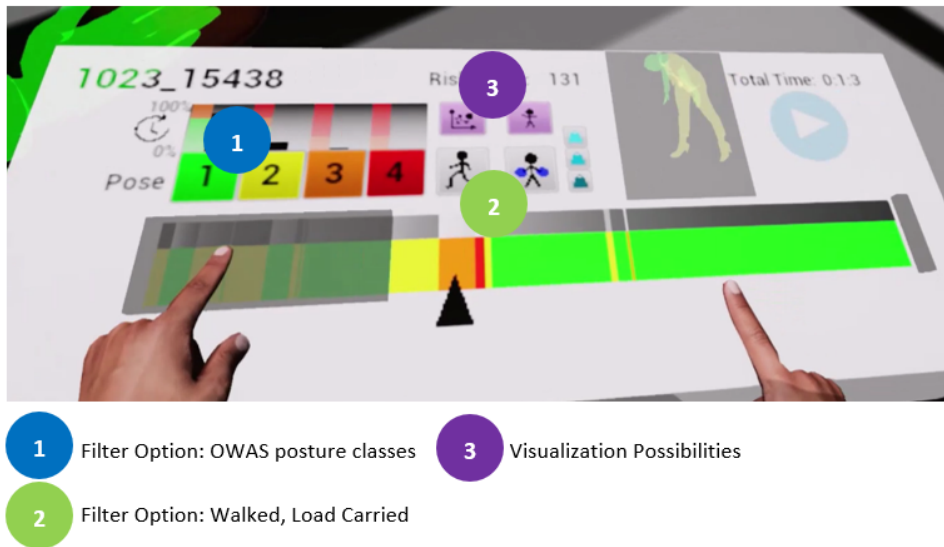 1023_15438
131
Total Time: 0:1:3
100%
0%
3
1
Pose 1 2 3 4
2
1 Filter Option: OWAS posture classes
3 Visualization Possibilities
2 Filter Option: Walked, Load Carried